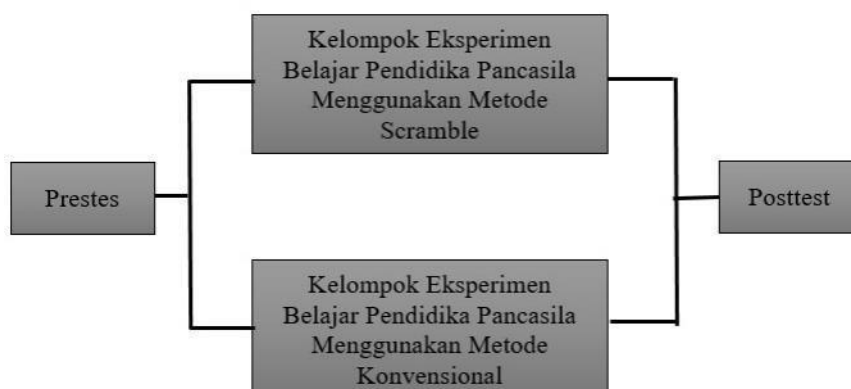 Kelompok Eksperimen
Belajar Pendidika Pancasila
Menggunakan Metode
Scramble
Prestes
Posttest
Kelompok Eksperimen
Belajar Pendidika Pancasila
Menggunakan Metode
Konvensional